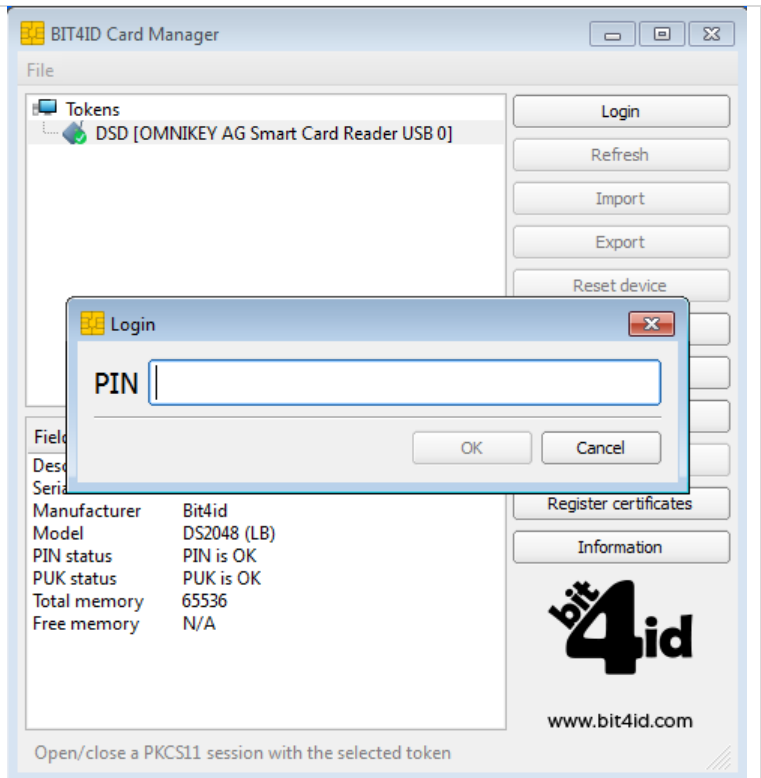 BIT4ID Card Manager
File
Tokens
DSD [OMNIKEY AG Smart Card Reader USB 0]
Login
Refresh
Import
Export
Reset device
Login
PIN
OK
Cancel
Register certificates
Information
Manufacturer Bit4id
Model DS2048 (LB)
PIN status PIN is OK
PUK status PUK is OK
Total memory 65536
Free memory N/A
bit
4id
www.bit4id.com
Open/close a PKCS11 session with the selected token